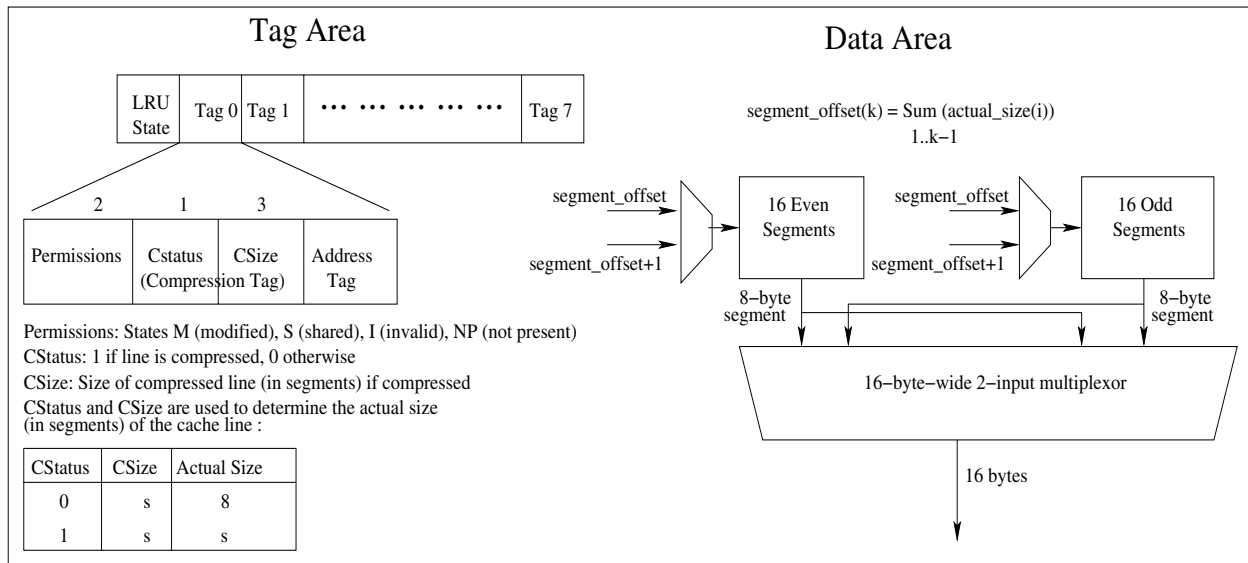 Tag Area
LRU
State
Tag 0
Tag 1
Tag 7
2
1
3
Permissions
Cstatus
CSize
(Compression Tag)
Address
Tag
Permissions: States M (modified), S (shared), I (invalid), NP (not present)
CStatus: 1 if line is compressed, 0 otherwise
CSize: Size of compressed line (in segments) if compressed
CStatus and CSize are used to determine the actual size
(in segments) of the cache line :
CStatus CSize Actual Size
0 s 8
1 s s
Data Area
segment_offset(k) = Sum (actual_size(i))
1..k−1
segment_offset
segment_offset+1
16 Even
Segments
segment_offset
segment_offset+1
16 Odd
Segments
8−byte
segment
8−byte
segment
16−byte−wide 2−input multiplexor
16 bytes